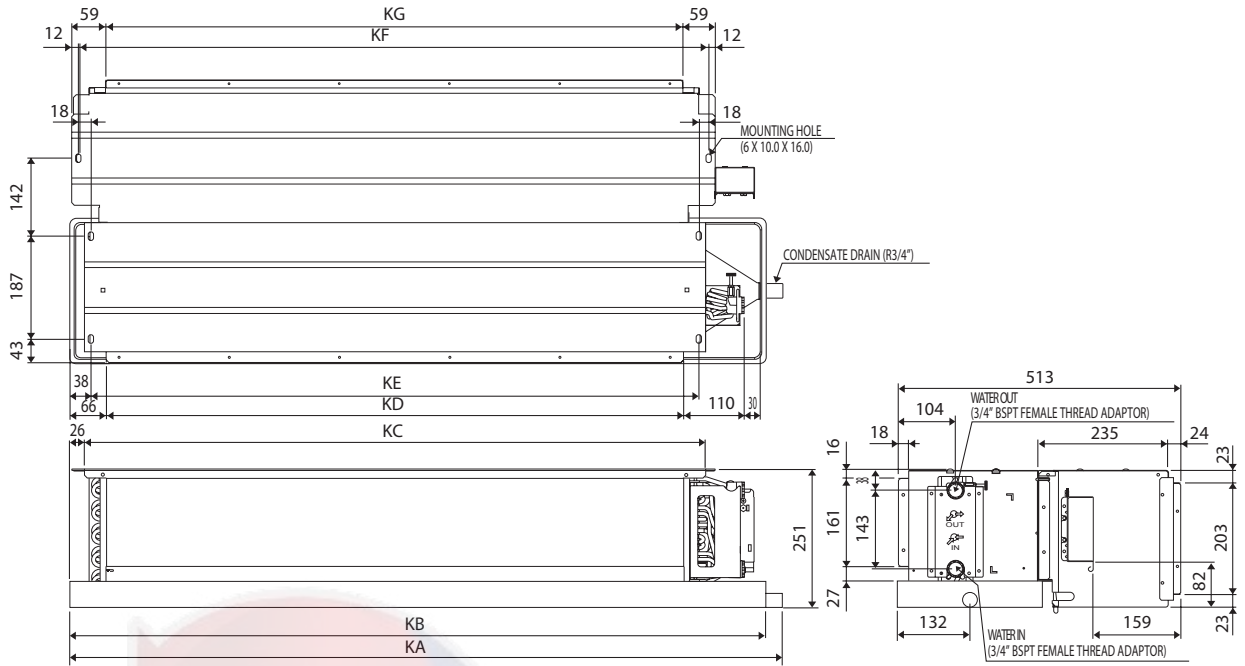 59
KG
59
12
KF
12
18
18
MOUNTING HOLE
(6 X 10.0 X 16.0)
142
187
43
CONDENSATE DRAIN (R3/4")
38
KE
66
KD
110
30
26
KC
251
KB
KA
513
WATER OUT
(3/4" BSPT FEMALE THREAD ADAPTOR)
104
18
235
24
16
38
23
161
143
OUT
IN
203
82
27
23
132
159
WATER IN
(3/4" BSPT FEMALE THREAD ADAPTOR)